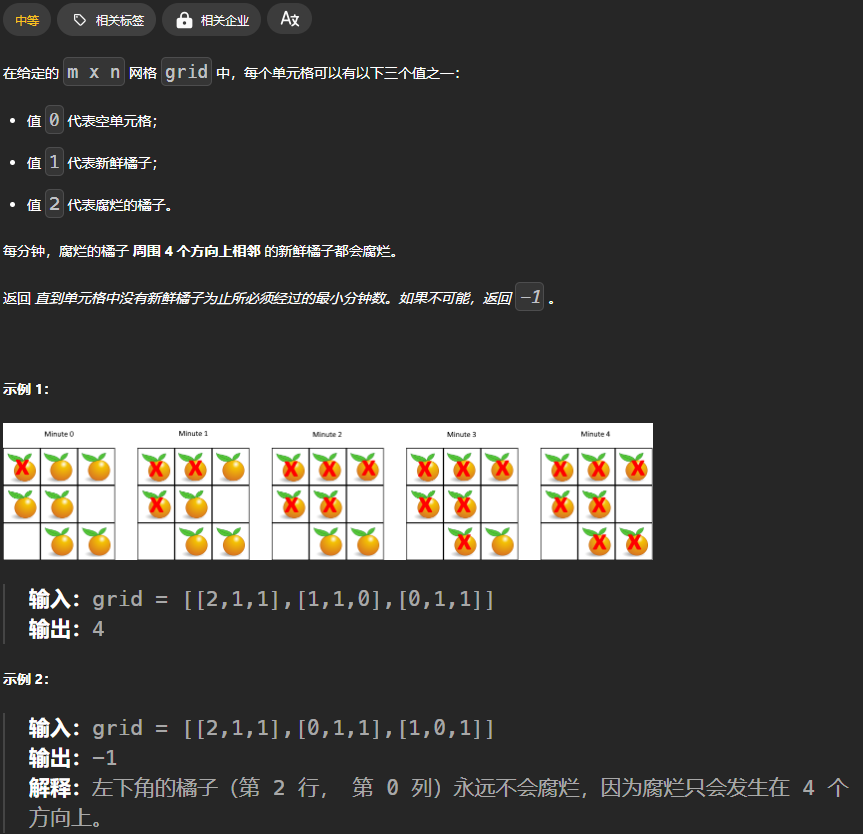 中等 相关标签 相关企业 A文
在给定的 m x n 网格 grid 中，每个单元格可以有以下三个值之一：
• 值 0 代表空单元格；
• 值 1 代表新鲜橘子；
• 值 2 代表腐烂的橘子。
每分钟，腐烂的橘子 周围 4 个方向上相邻 的新鲜橘子都会腐烂。
返回 直到单元格中没有新鲜橘子为止所必须经过的最小分钟数。如果不可能，返回 -1 。
示例 1：
Minute 0 Minute 1 Minute 2 Minute 3 Minute 4
输入：grid = [[2,1,1],[1,1,0],[0,1,1]]
输出：4
示例 2：
输入：grid = [[2,1,1],[0,1,1],[1,0,1]]
输出：-1
解释：左下角的橘子（第 2 行， 第 0 列）永远不会腐烂，因为腐烂只会发生在 4 个
方向上。